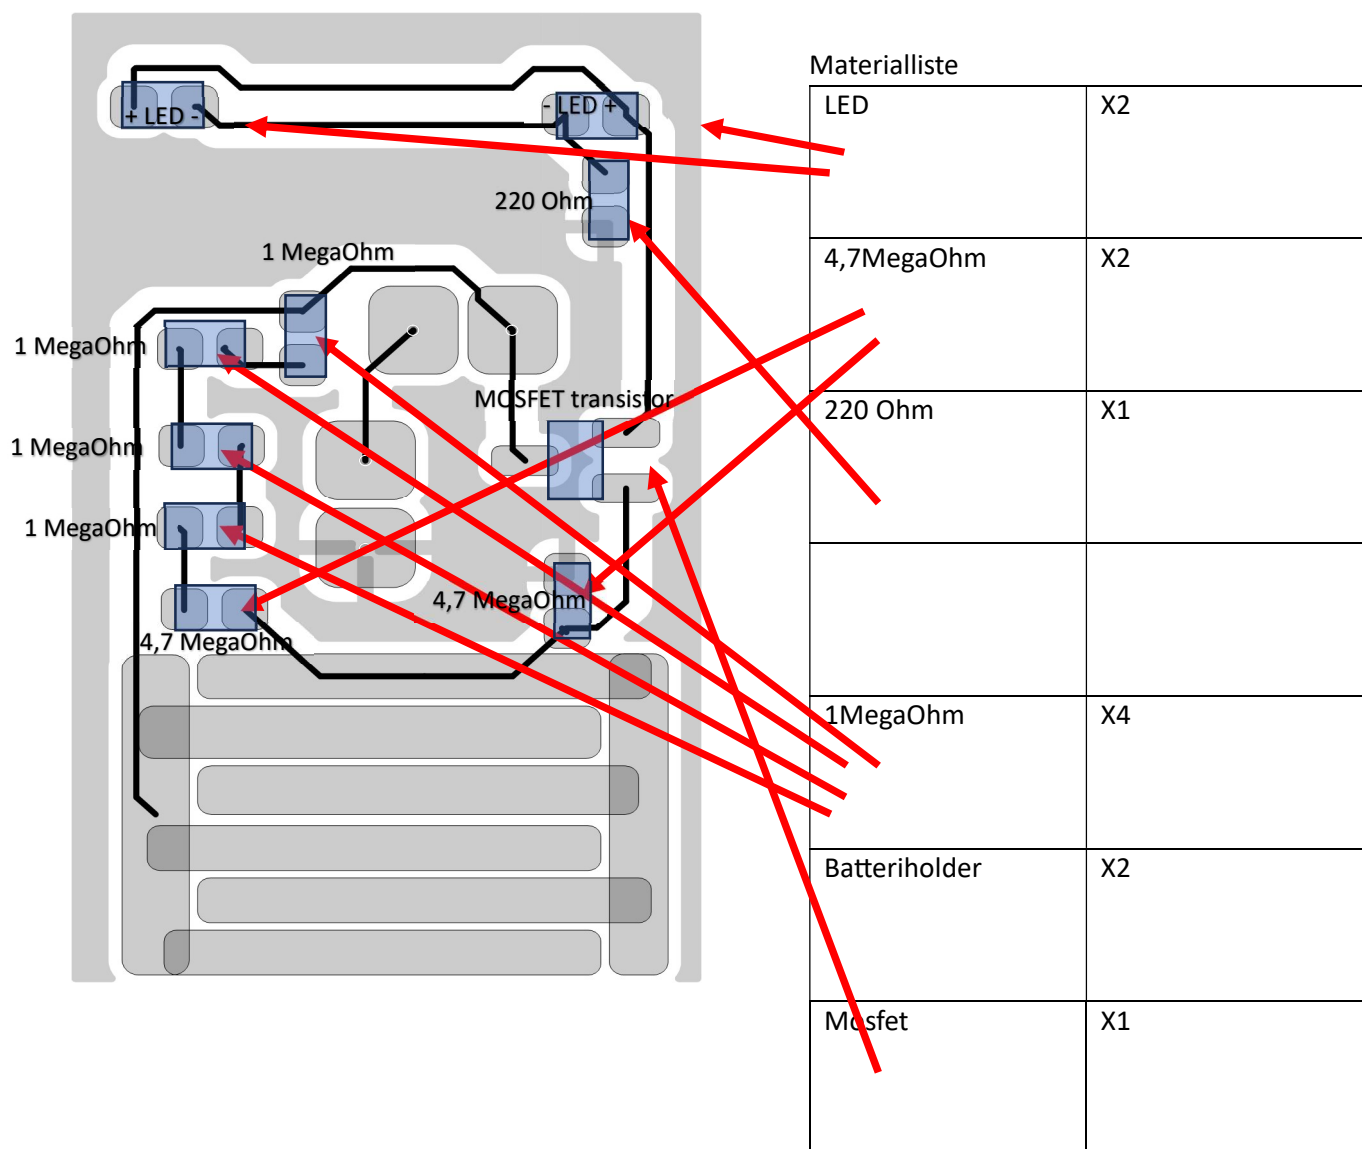 + LED -
- LED +
220 Ohm
1 MegaOhm
1 MegaOhm
MOSFET transistor
1 MegaOhm
1 MegaOhm
4,7 MegaOhm
4,7 MegaOhm
Materialliste
LED X2
4,7MegaOhm X2
220 Ohm X1
1MegaOhm X4
Batteriholder X2
Mosfet X1